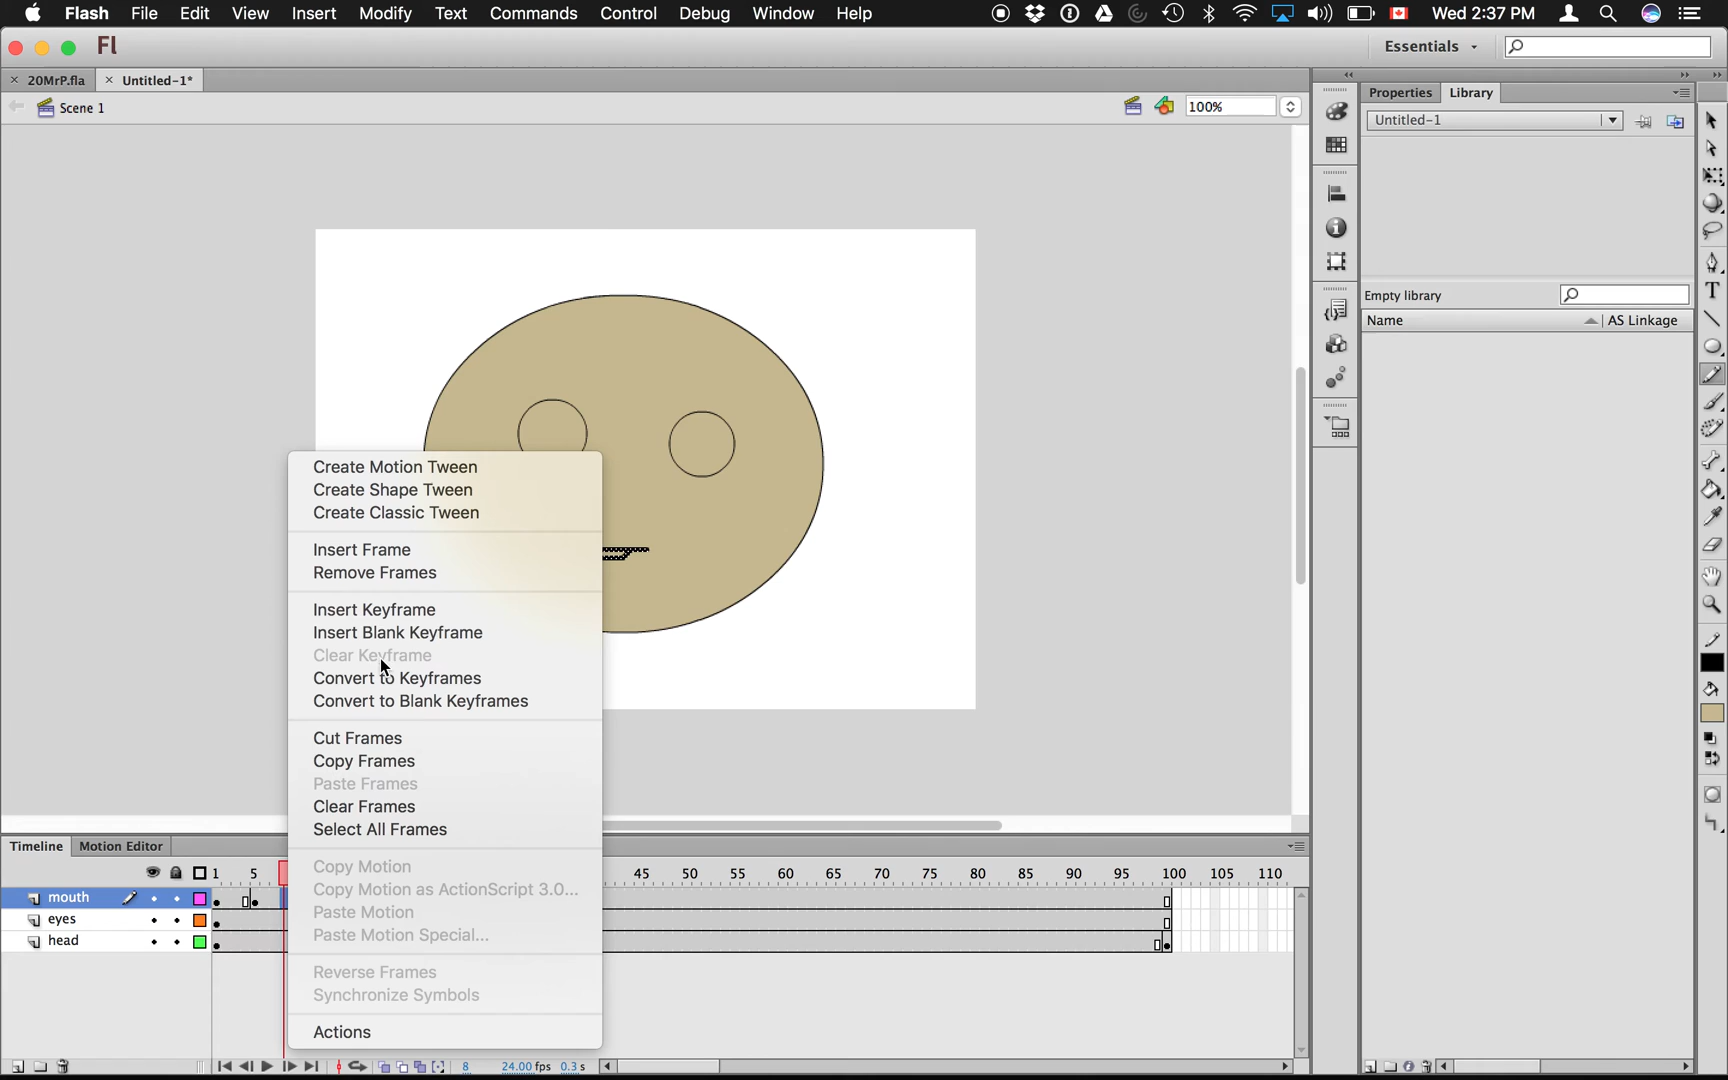 Flash File Edit View Insert Modify Text Commands Control Debug Window Help Wed 2:37 PM
Fl Essentials
20MrP.fla Untitled-1*
Scene 1 100%
Properties Library
Untitled-1
Empty library
Name AS Linkage
Create Motion Tween
Create Shape Tween
Create Classic Tween
Insert Frame
Remove Frames
Insert Keyframe
Insert Blank Keyframe
Clear Keyframe
Convert to Keyframes
Convert to Blank Keyframes
Cut Frames
Copy Frames
Paste Frames
Clear Frames
Select All Frames
Copy Motion
Copy Motion as ActionScript 3.0...
Paste Motion
Paste Motion Special...
Reverse Frames
Synchronize Symbols
Actions
Timeline Motion Editor
1 5 45 50 55 60 65 70 75 80 85 90 95 100 105 110
mouth
eyes
head
8 24.00 fps 0.3 s